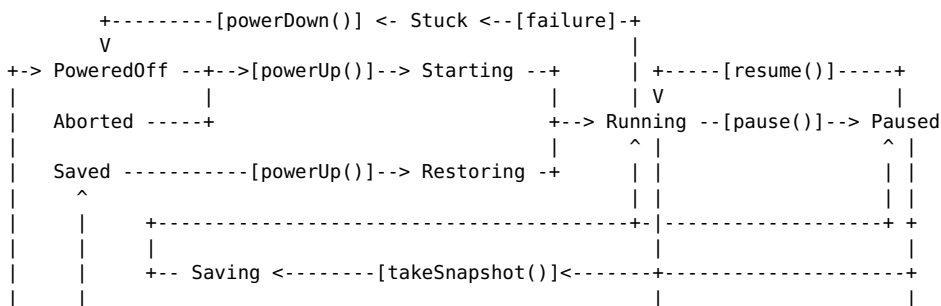 +---------[powerDown()] <- Stuck <--[failure]-+
V                                             |
+-> PoweredOff --+-->[powerUp()]--> Starting --+      | +-----[resume()]-----+
|                |                             |      | V                    |
|   Aborted -----+                             +--> Running --[pause()]--> Paused
|                                              |      ^ |                   ^ |
|   Saved -----------[powerUp()]--> Restoring -+      | |                   | |
|     ^                                               | |                   | |
|     |     +-----------------------------------------+-|-------------------+ +
|     |     |                                           |                     |
|     |     +-- Saving <--------[takeSnapshot()]<-------+---------------------+
|     |                                                 |                     |